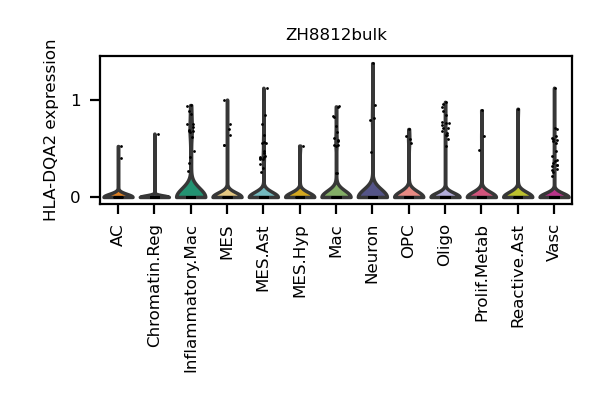 ZH8812bulk
HLA-DQA2 expression
1
0
AC
Chromatin.Reg
Inflammatory.Mac
MES
MES.Ast
MES.Hyp
Mac
Neuron
OPC
Oligo
Prolif.Metab
Reactive.Ast
Vasc